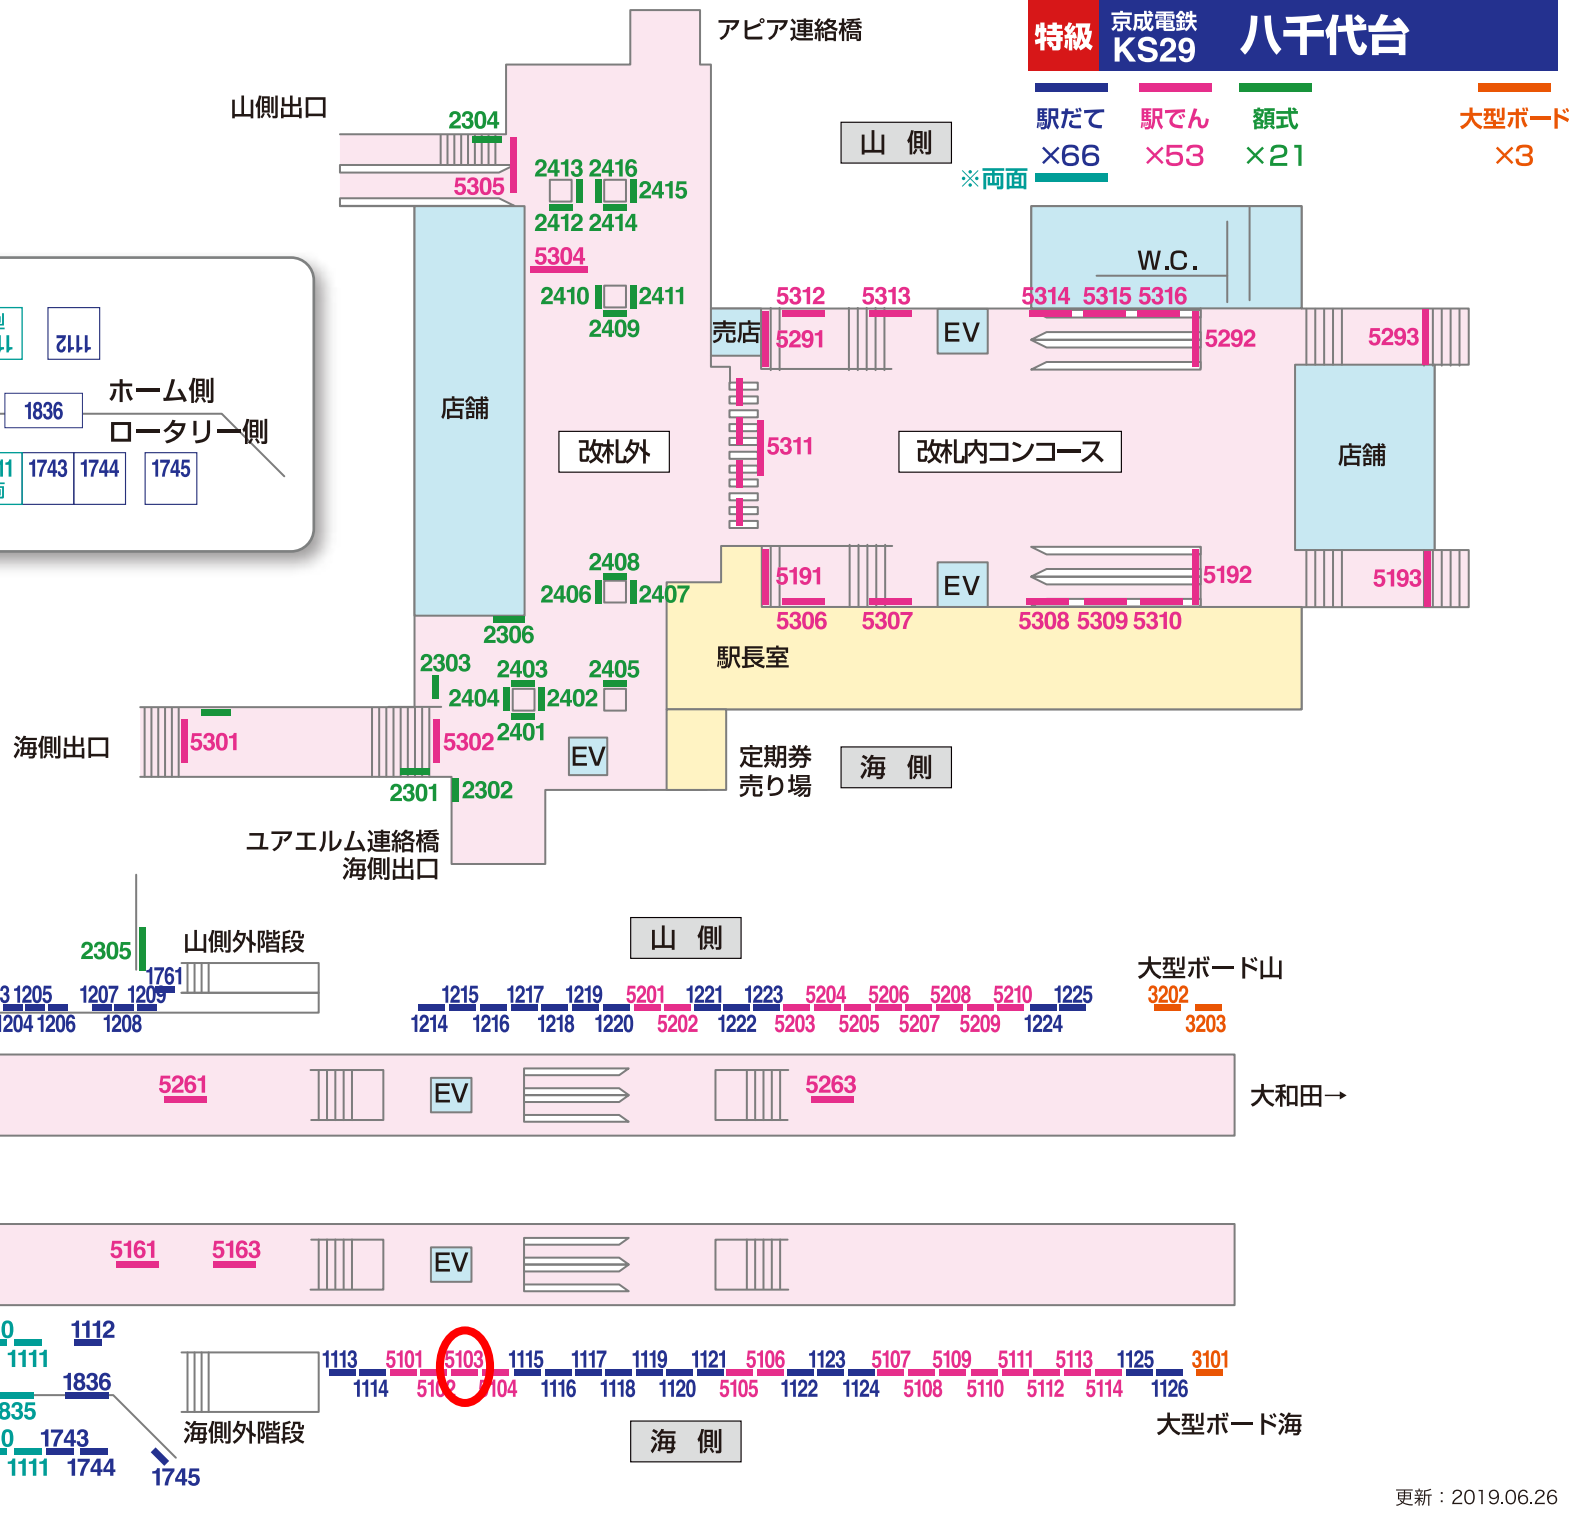 特級
京成電鉄
KS29
八千代台
駅だて
×66
駅でん
×53
額式
×21
大型ボード
×3
※両面
アピア連絡橋
山側出口
山 側
2304
5305
2413 2416
2415
2412 2414
5304
2410 2411
2409
W.C.
5312 5313 5314 5315 5316
売店
5291
EV
5292
5293
1112
ホーム側
1836
ロータリー側
11 1743 1744 1745
店舗
改札外
5311
改札内コンコース
店舗
2408
2406 2407
5191
EV
5192
5193
5306 5307 5308 5309 5310
2306
駅長室
2303
2403 2405
2404 2402
2401
海側出口
5301
5302
EV
定期券
売り場
海 側
2301
2302
ユアエルム連絡橋
海側出口
2305
山側外階段
山 側
大型ボード山
1761
3 1205 1207 1209
1204 1206 1208
1215 1217 1219 5201 1221 1223 5204 5206 5208 5210 1225
1214 1216 1218 1220 5202 1222 5203 5205 5207 5209 1224
3202
3203
5261
EV
5263
大和田→
5161 5163
EV
0 1112
1111
1836
835
0 1743
1111 1744
1745
1113 5101 5103 1115 1117 1119 1121 5106 1123 5107 5109 5111 5113 1125 3101
1114 5102 5104 1116 1118 1120 5105 1122 1124 5108 5110 5112 5114 1126
海側外階段
海 側
大型ボード海
更新：2019.06.26